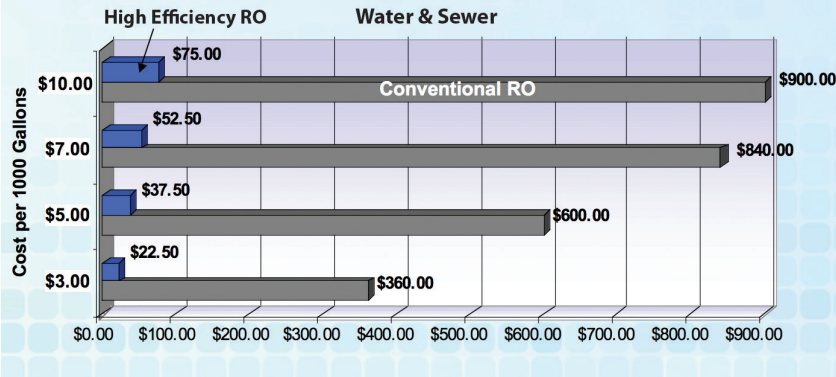 High Efficiency RO
Water & Sewer
$75.00
$10.00
Conventional RO
$900.00
$52.50
$7.00
$840.00
$37.50
$5.00
$600.00
$22.50
$3.00
$360.00
Cost per 1000 Gallons
$0.00 $100.00 $200.00 $300.00 $400.00 $500.00 $600.00 $700.00 $800.00 $900.00